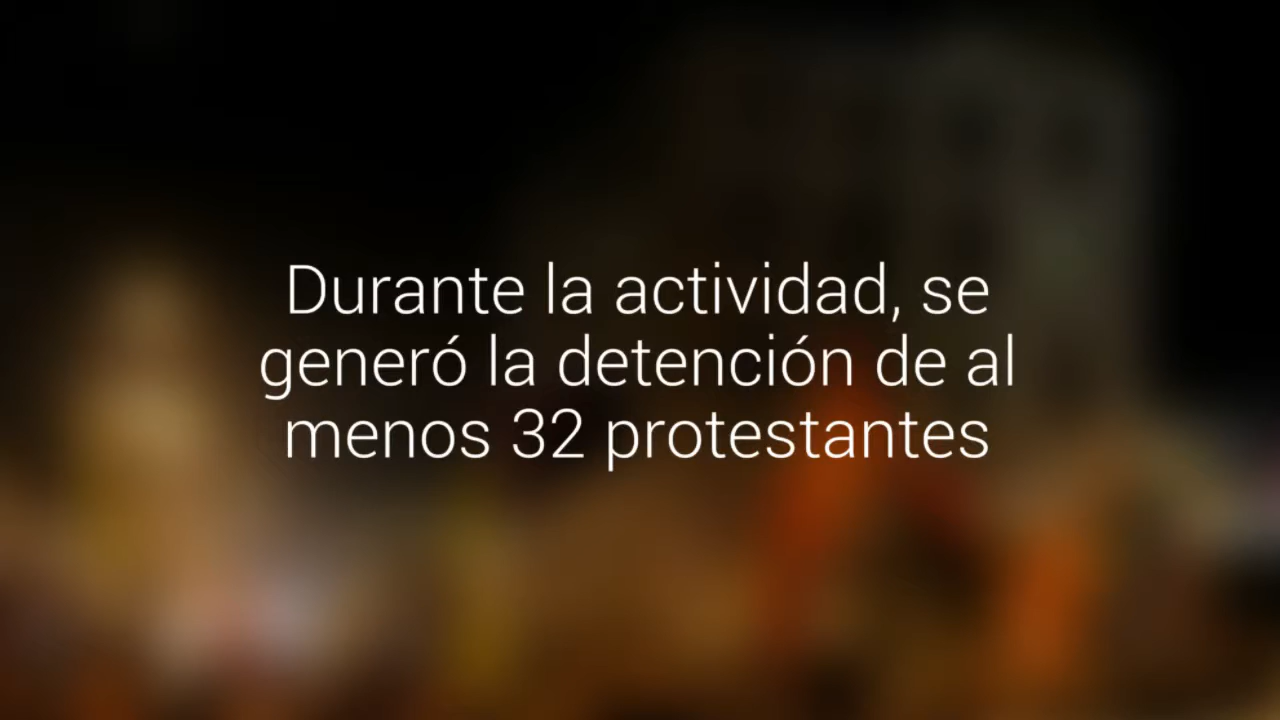 Durante la actividad, se
generó la detención de al
menos 32 protestantes